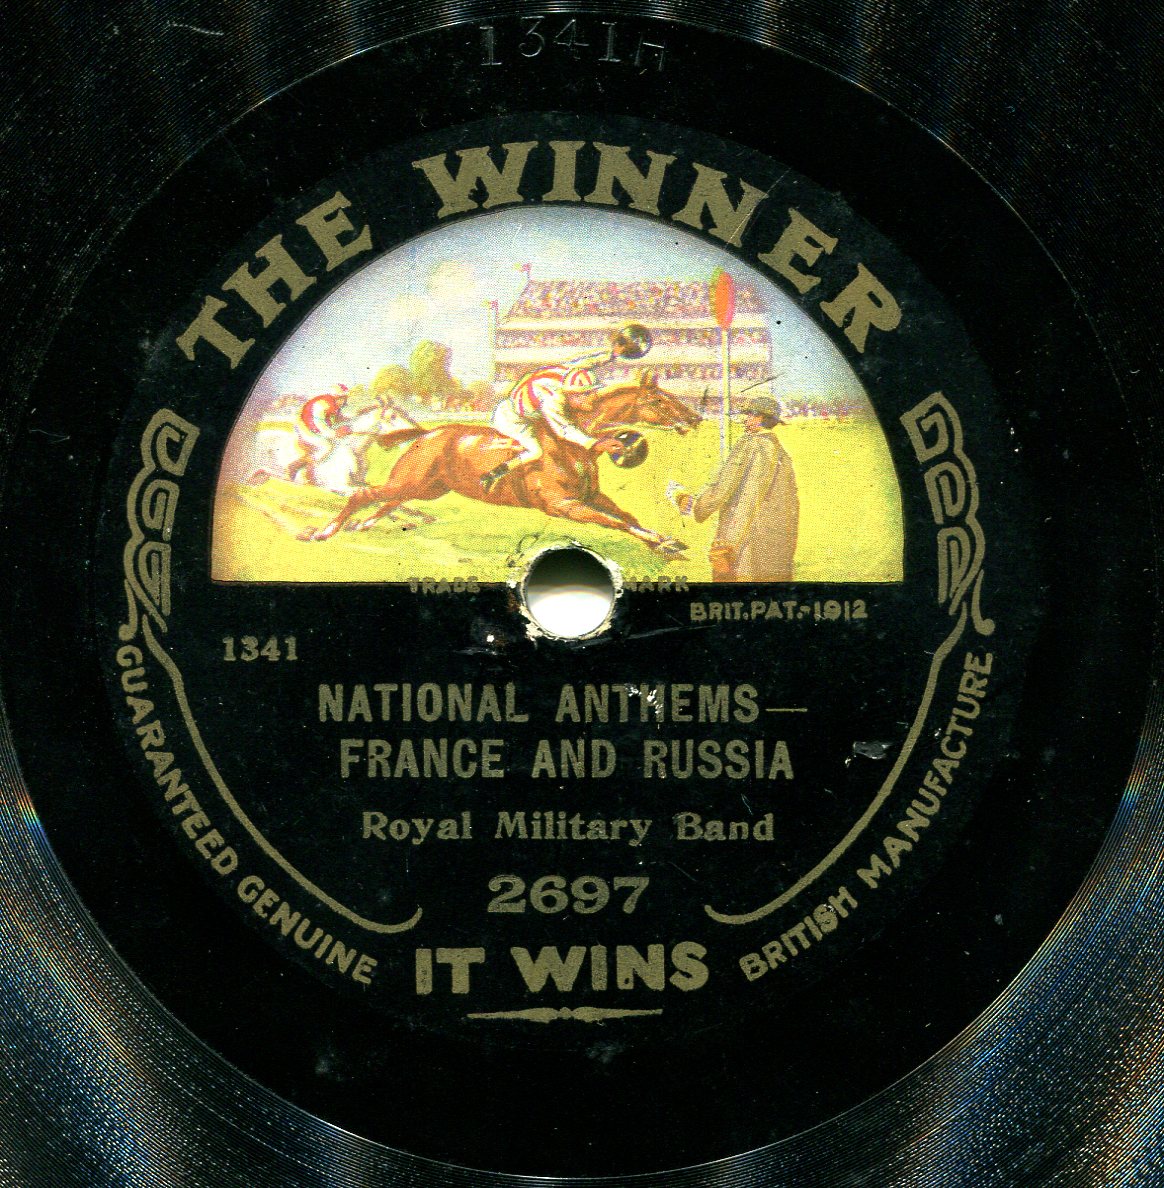 1341
THE WINNER
TRADE MARK
BRIT. PAT.-1912
1341
NATIONAL ANTHEMS—
FRANCE AND RUSSIA
Royal Military Band
2697
GUARANTEED GENUINE
IT WINS
BRITISH MANUFACTURE